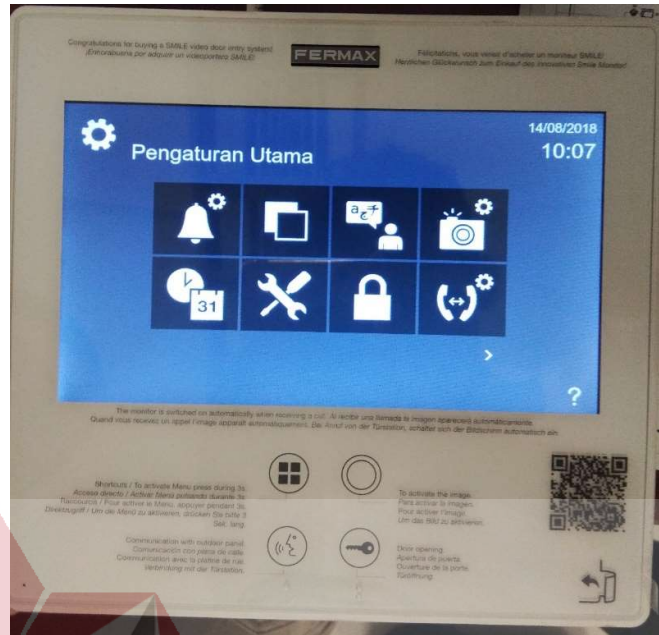 Congratulations for buying a SMILE video door entry system!
¡Enhorabuena por adquirir un videoportero SMILE!
FERMAX
Félicitations, vous venez d'acheter un moniteur SMILE!
Herzlichen Glückwunsch zum Einkauf des innovativen Smile Monitor!
14/08/2018
10:07
Pengaturan Utama
31
?
The monitor is switched on automatically when receiving a call. Al recibir una llamada la imagen aparecerá automáticamente.
Quand vous recevez un appel l'image apparaît automatiquement. Bei Anruf von der Türstation, schaltet sich der Bildschirm automatisch ein.
Shortcuts / To activate Menu press during 3s.
Acceso directo / Activar Menú pulsando durante 3s.
Raccourcis / Pour activer le Menu, appuyer pendant 3s.
Direktzugriff / Um die Menü zu aktivieren, drücken Sie bitte 3
Sek. lang.
To activate the image.
Para activar la imagen.
Pour activer l'image.
Um das Bild zu aktivieren.
Communication with outdoor panel.
Comunicación con placa de calle.
Communication avec la platine de rue.
Verbindung mit der Türstation.
Door opening.
Apertura de puerta.
Ouverture de la porte.
Türöffnung.